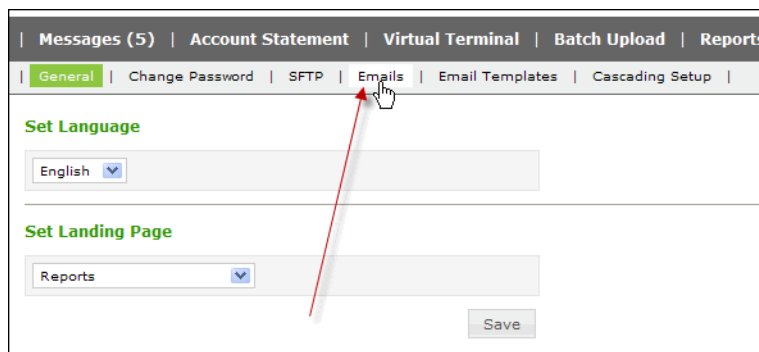 | Messages (5) | Account Statement | Virtual Terminal | Batch Upload | Reports
| General | Change Password | SFTP | Emails | Email Templates | Cascading Setup |
Set Language
English
Set Landing Page
Reports
Save